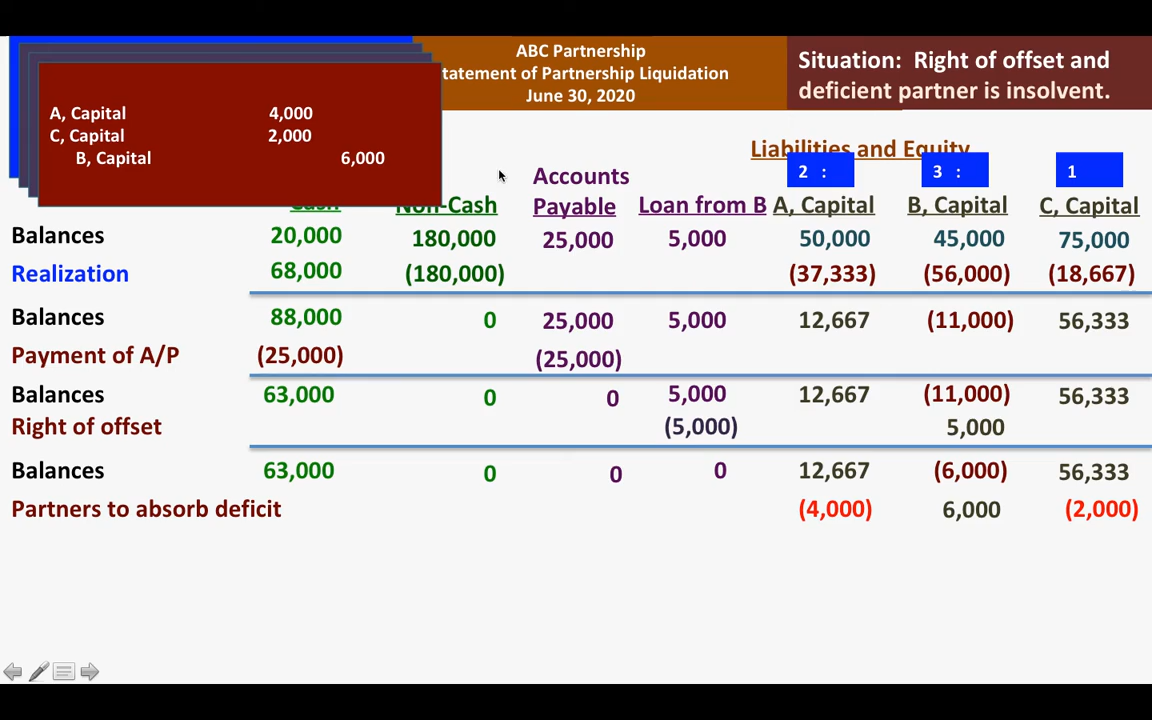 ABC Partnership
tatement of Partnership Liquidation
June 30, 2020
Situation: Right of offset and
deficient partner is insolvent.
A, Capital 4,000
C, Capital 2,000
B, Capital 6,000
Liabilities and Equity
2 : 3 : 1
Cash Non-Cash Accounts Payable Loan from B A, Capital B, Capital C, Capital
Balances 20,000 180,000 25,000 5,000 50,000 45,000 75,000
Realization 68,000 (180,000) (37,333) (56,000) (18,667)
Balances 88,000 0 25,000 5,000 12,667 (11,000) 56,333
Payment of A/P (25,000) (25,000)
Balances 63,000 0 0 5,000 12,667 (11,000) 56,333
Right of offset (5,000) 5,000
Balances 63,000 0 0 0 12,667 (6,000) 56,333
Partners to absorb deficit (4,000) 6,000 (2,000)